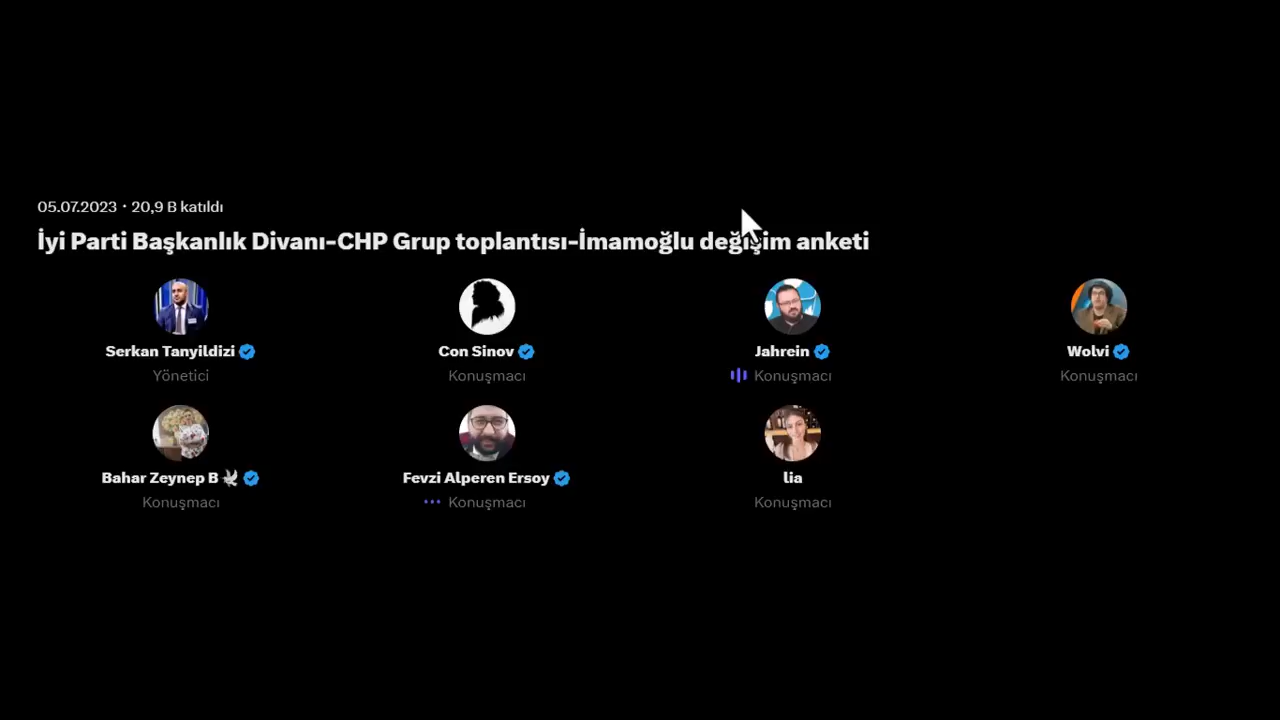 05.07.2023 · 20,9 B katıldı
İyi Parti Başkanlık Divanı-CHP Grup toplantısı-İmamoğlu değişim anketi
Serkan Tanyildizi
Yönetici
Con Sinov
Konuşmacı
Jahrein
Konuşmacı
Wolvi
Konuşmacı
Bahar Zeynep B 🕊
Konuşmacı
Fevzi Alperen Ersoy
Konuşmacı
lia
Konuşmacı